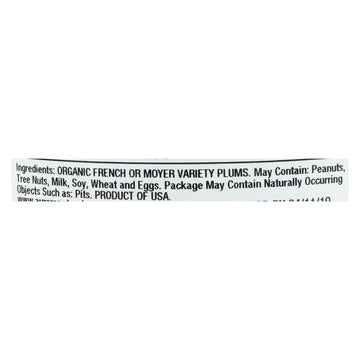 Ingredients: ORGANIC FRENCH OR MOYER VARIETY PLUMS. May Contain: Peanuts,
Tree Nuts, Milk, Soy, Wheat and Eggs. Package May Contain Naturally Occurring
Objects Such as: Pits. PRODUCT OF USA.